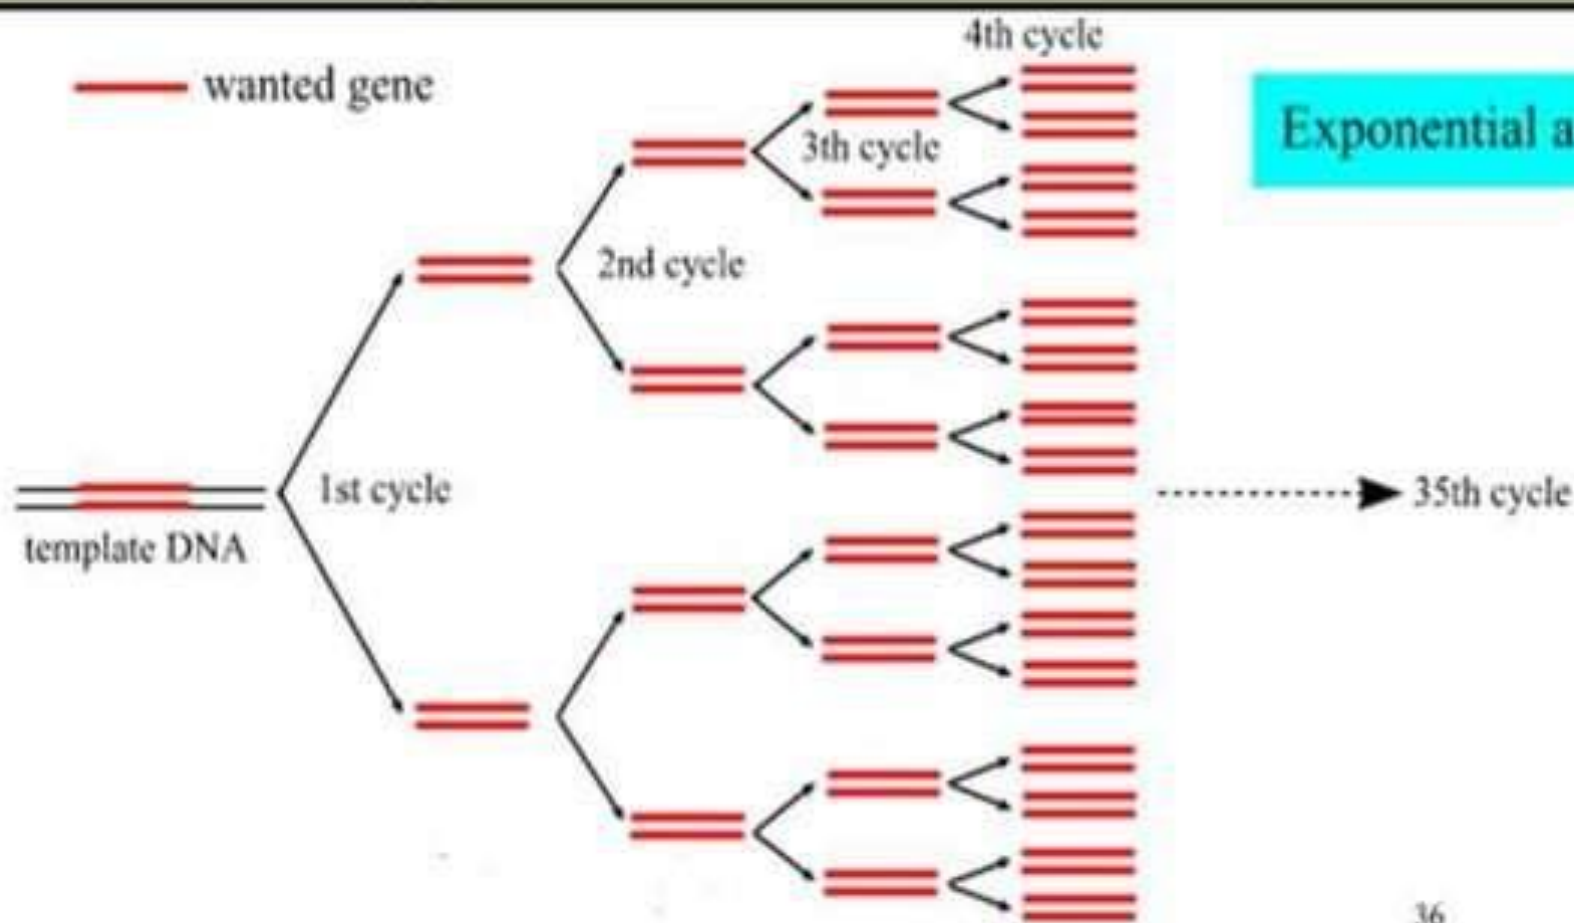 4th cycle
wanted gene
Exponential a
3th cycle
2nd cycle
1st cycle
35th cycle
template DNA
36